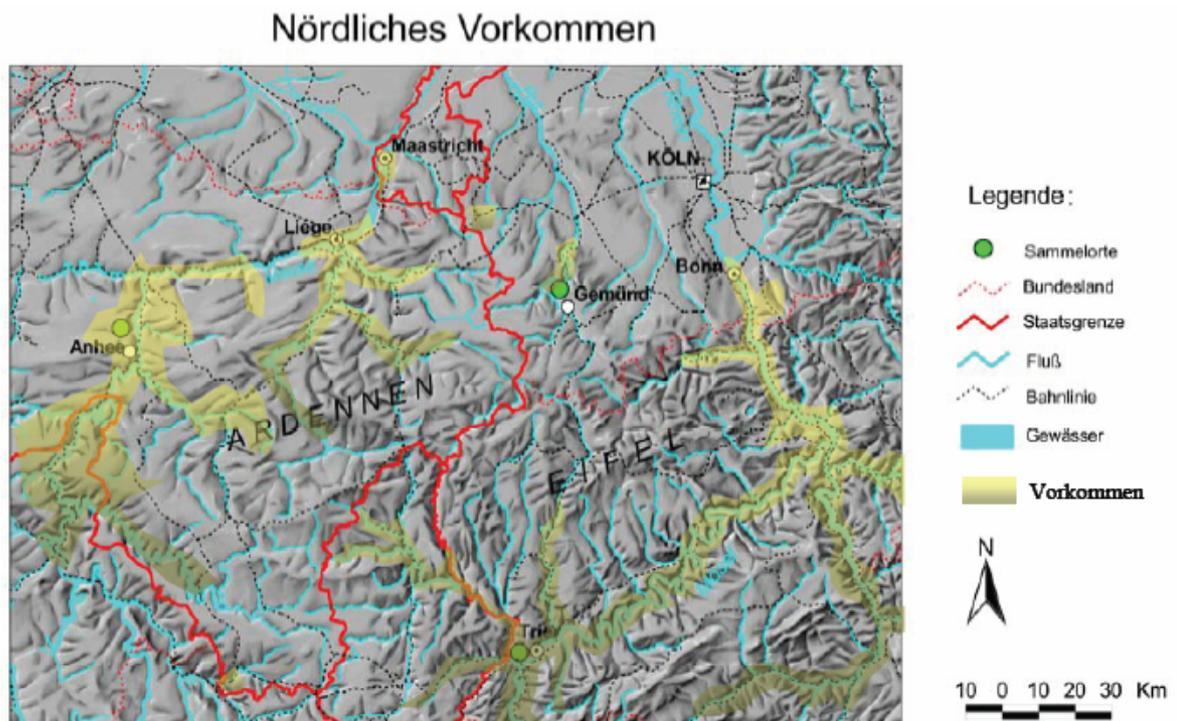 Nördliches Vorkommen
Maastricht
KÖLN
Liège
Bonn
Gemünd
Anhee
ARDENNEN
EIFEL
Legende:
Sammelorte
Bundesland
Staatsgrenze
Fluß
Bahnlinie
Gewässer
Vorkommen
N
10 0 10 20 30 Km